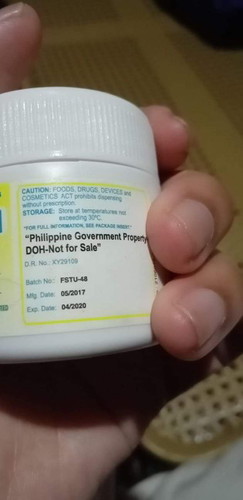 CAUTION: FOODS, DRUGS, DEVICES and
COSMETICS ACT prohibits dispensing
without prescription.
STORAGE: Store at temperatures not
exceeding 30°C.
*FOR FULL INFORMATION, SEE PACKAGE INSERT*
"Philippine Government Property
DOH-Not for Sale"
D.R. No.: XY29109
Batch No.: FSTU-48
Mfg. Date: 05/2017
Exp. Date: 04/2020